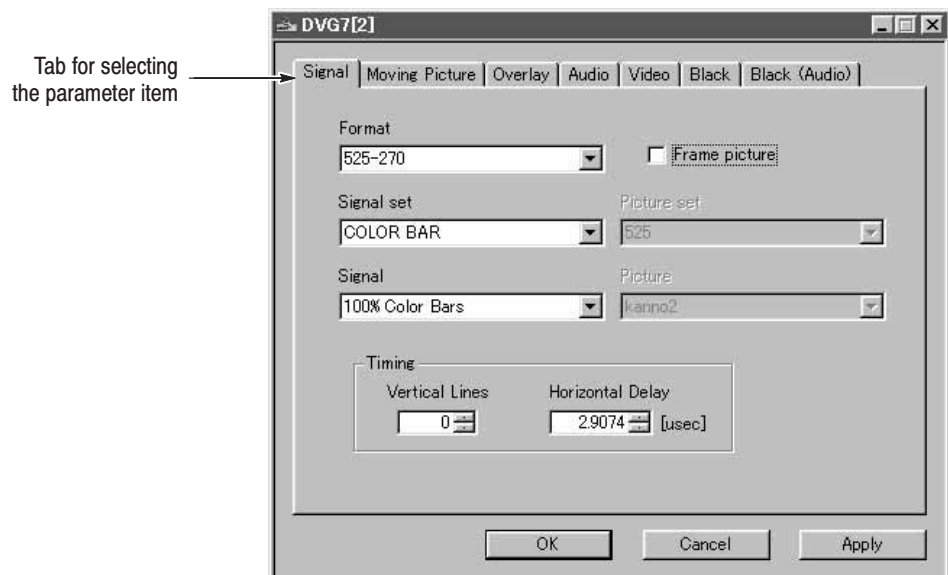 DVG7[2]
Tab for selecting
the parameter item
Signal Moving Picture Overlay Audio Video Black Black (Audio)
Format
525-270
Frame picture
Signal set
Picture set
COLOR BAR
525
Signal
Picture
100% Color Bars
kanno2
Timing
Vertical Lines
Horizontal Delay
0
2.9074
[usec]
OK
Cancel
Apply